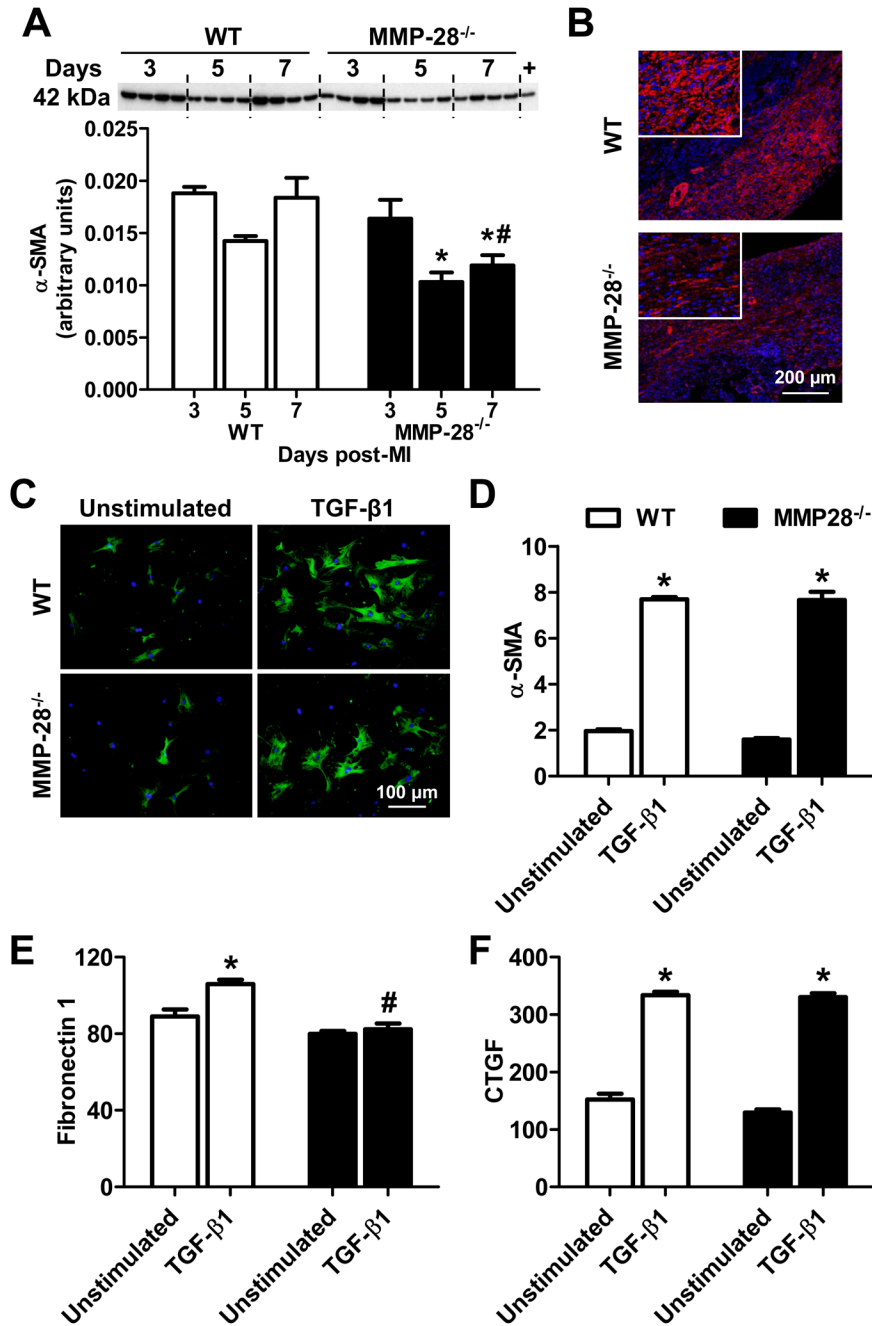 A
WT MMP-28-/-
Days 3 5 7 3 5 7 +
42 kDa
0.025
0.020
0.015
0.010
0.005
0.000
α-SMA
(arbitrary units)
* *#
3 5 7 3 5 7
WT MMP-28-/-
Days post-MI
B
WT
MMP-28-/-
200 µm
C
Unstimulated TGF-β1
WT
MMP-28-/-
100 µm
D
WT MMP28-/-
10
8
6
4
2
0
α-SMA
* *
Unstimulated TGF-β1 Unstimulated TGF-β1
E
120
80
40
0
Fibronectin 1
* #
Unstimulated TGF-β1 Unstimulated TGF-β1
F
400
300
200
100
0
CTGF
* *
Unstimulated TGF-β1 Unstimulated TGF-β1